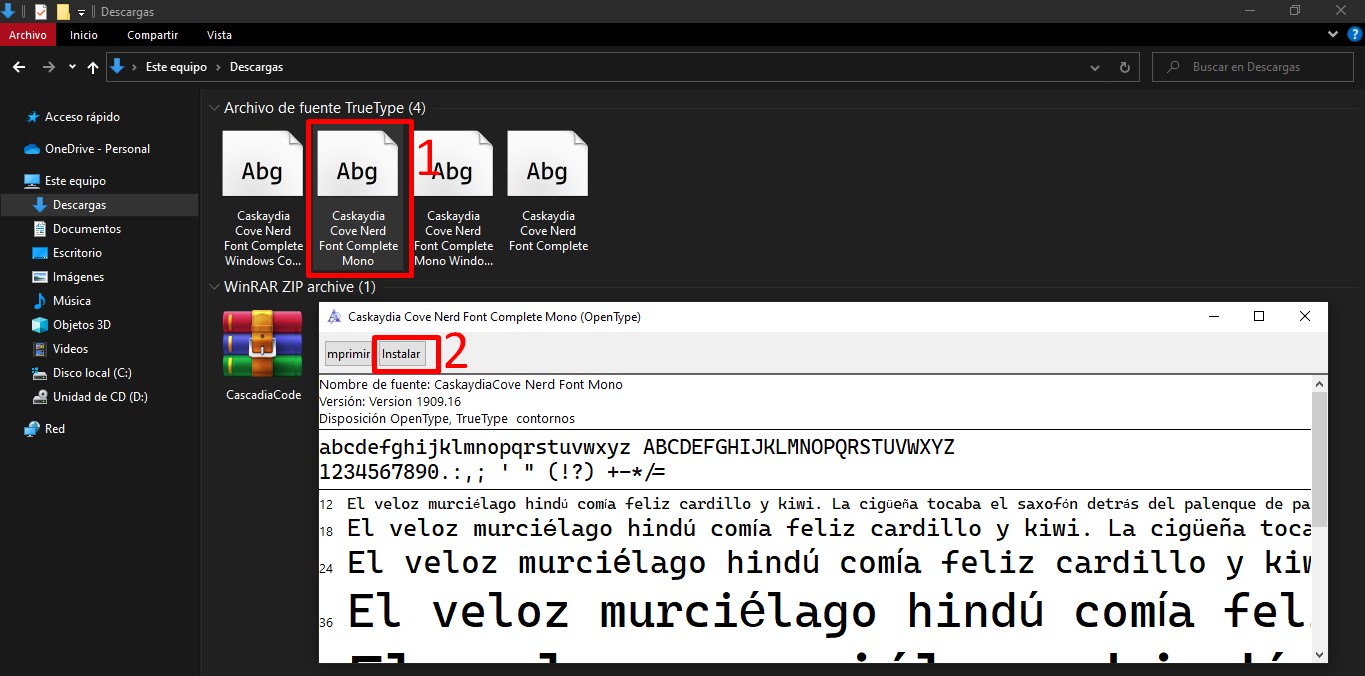 Descargas
Archivo Inicio Compartir Vista
Este equipo Descargas
Buscar en Descargas
Acceso rápido
OneDrive - Personal
Este equipo
Descargas
Documentos
Escritorio
Imágenes
Música
Objetos 3D
Videos
Disco local (C:)
Unidad de CD (D:)
Red
Archivo de fuente TrueType (4)
Abg
Caskaydia
Cove Nerd
Font Complete
Windows Co...
Abg
Caskaydia
Cove Nerd
Font Complete
Mono
1
Abg
Caskaydia
Cove Nerd
Font Complete
Mono Windo...
Abg
Caskaydia
Cove Nerd
Font Complete
WinRAR ZIP archive (1)
CascadiaCode
Caskaydia Cove Nerd Font Complete Mono (OpenType)
mprimir Instalar 2
Nombre de fuente: CaskaydiaCove Nerd Font Mono
Versión: Version 1909.16
Disposición OpenType, TrueType contornos
abcdefghijklmnopqrstuvwxyz ABCDEFGHIJKLMNOPQRSTUVWXYZ
1234567890.:,; ' " (!?) +-*/=
12 El veloz murciélago hindú comía feliz cardillo y kiwi. La cigüeña tocaba el saxofón detrás del palenque de pa
18 El veloz murciélago hindú comía feliz cardillo y kiwi. La cigüeña toca
24 El veloz murciélago hindú comía feliz cardillo y kiw
36 El veloz murciélago hindú comía fel